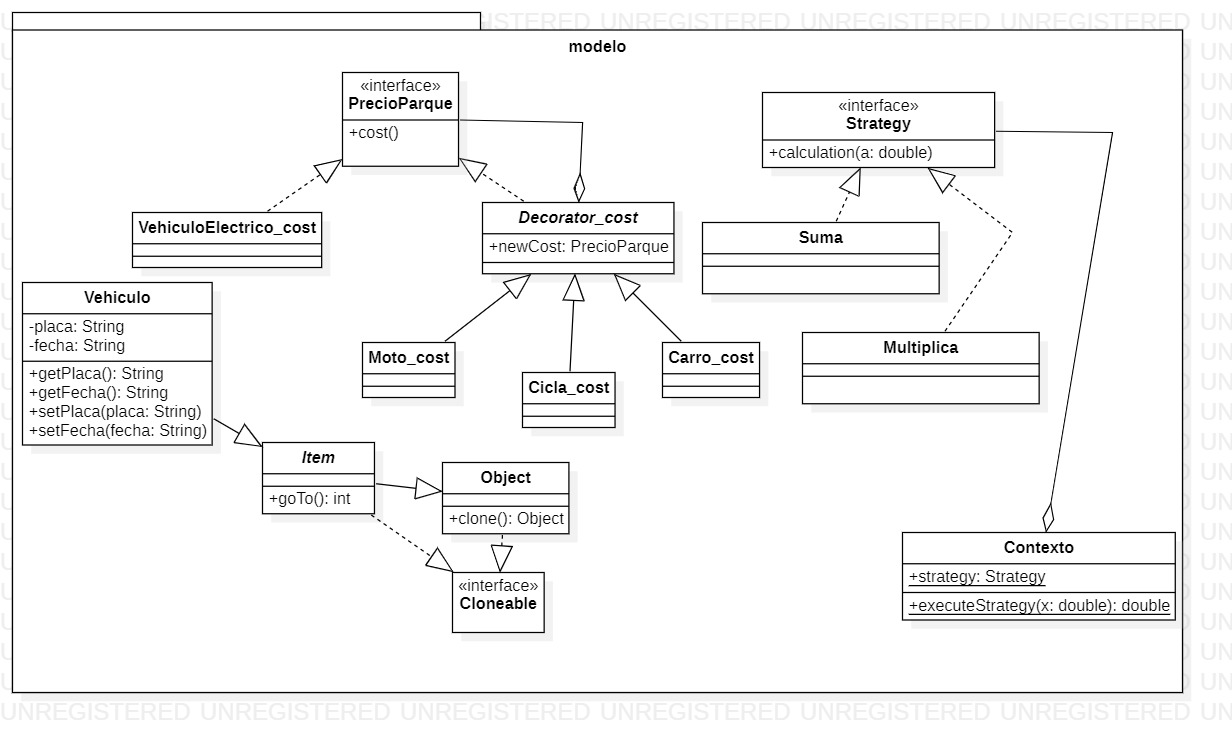 UNREGISTERED UNREGISTERED UNREGISTERED UNREGISTERED UN
modelo
«interface»
PrecioParque
+cost()
«interface»
Strategy
+calculation(a: double)
VehiculoElectrico_cost
Decorator_cost
+newCost: PrecioParque
Suma
Vehiculo
-placa: String
-fecha: String
+getPlaca(): String
+getFecha(): String
+setPlaca(placa: String)
+setFecha(fecha: String)
Moto_cost
Cicla_cost
Carro_cost
Multiplica
Item
+goTo(): int
Object
+clone(): Object
«interface»
Cloneable
Contexto
+strategy: Strategy
+executeStrategy(x: double): double
UNREGISTERED UNREGISTERED UNREGISTERED UNREGISTERED UNREGISTERED UNREGISTERED UN